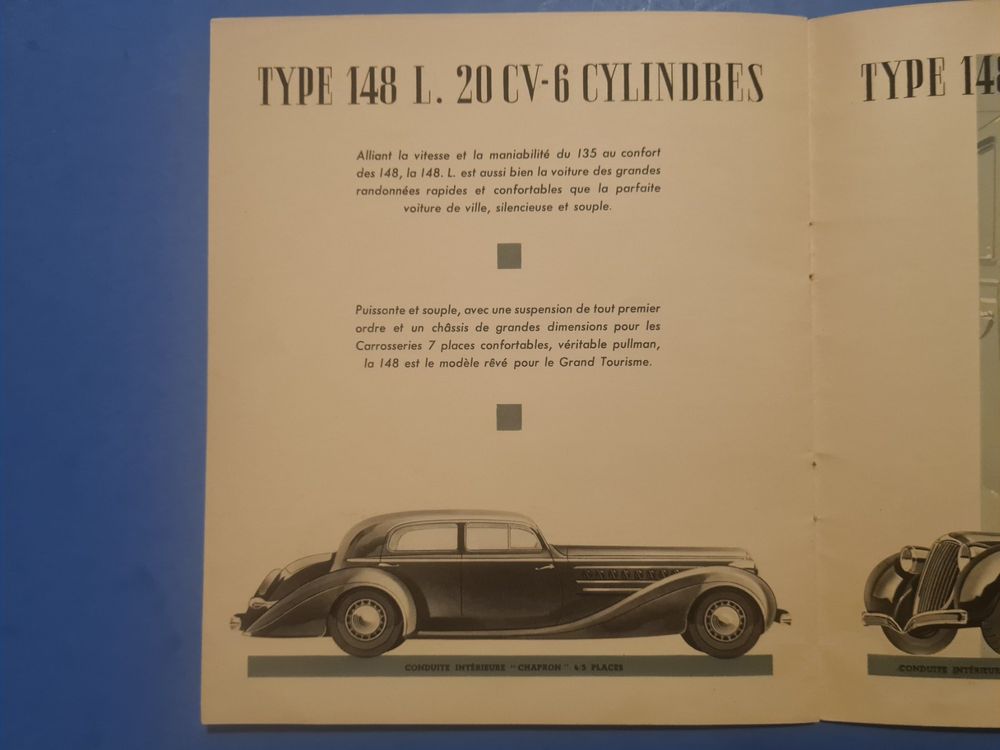 TYPE 148 L. 20 CV-6 CYLINDRES
Alliant la vitesse et la maniabilité du 135 au confort
des 148, la 148. L. est aussi bien la voiture des grandes
randonnées rapides et confortables que la parfaite
voiture de ville, silencieuse et souple.
Puissante et souple, avec une suspension de tout premier
ordre et un châssis de grandes dimensions pour les
Carrosseries 7 places confortables, véritable pullman,
la 148 est le modèle rêvé pour le Grand Tourisme.
CONDUITE INTÉRIEURE "CHAPRON" 4/5 PLACES
TYPE 148
CONDUITE INTÉRIEURE